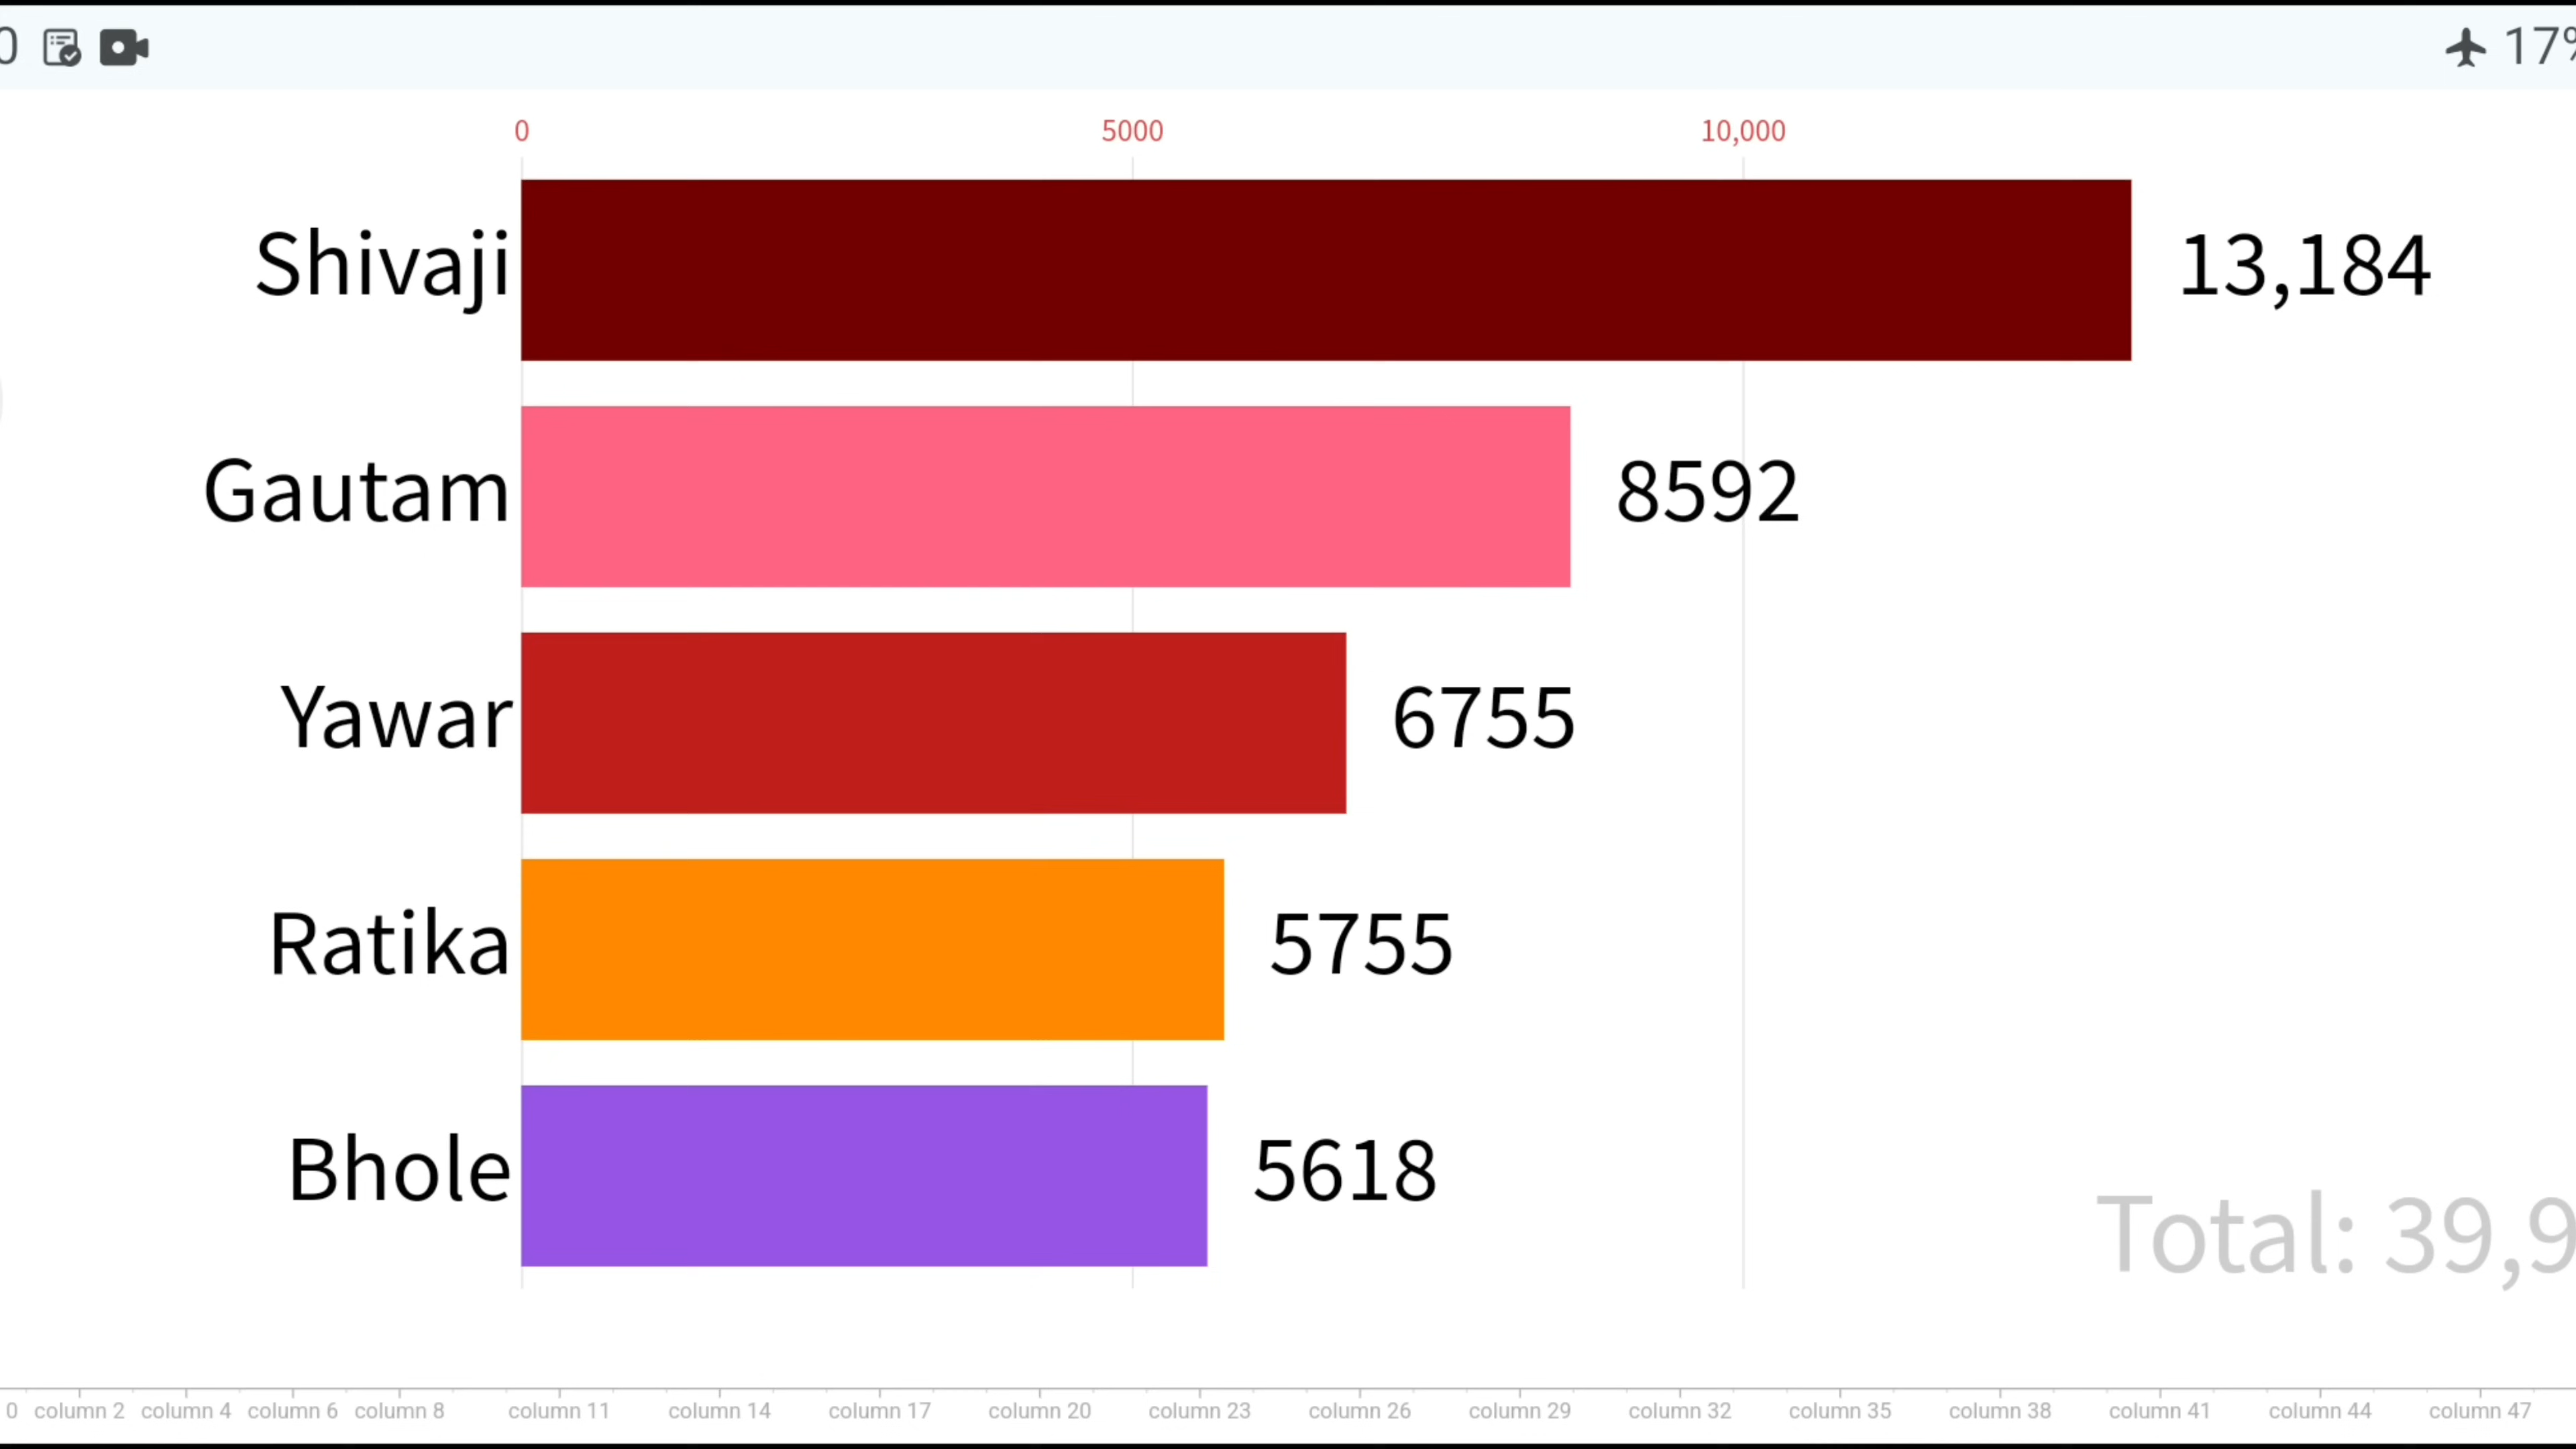 0 17%
0 5000 10,000
Shivaji 13,184
Gautam 8592
Yawar 6755
Ratika 5755
Bhole 5618
Total: 39,9
0 column 2 column 4 column 6 column 8 column 11 column 14 column 17 column 20 column 23 column 26 column 29 column 32 column 35 column 38 column 41 column 44 column 47